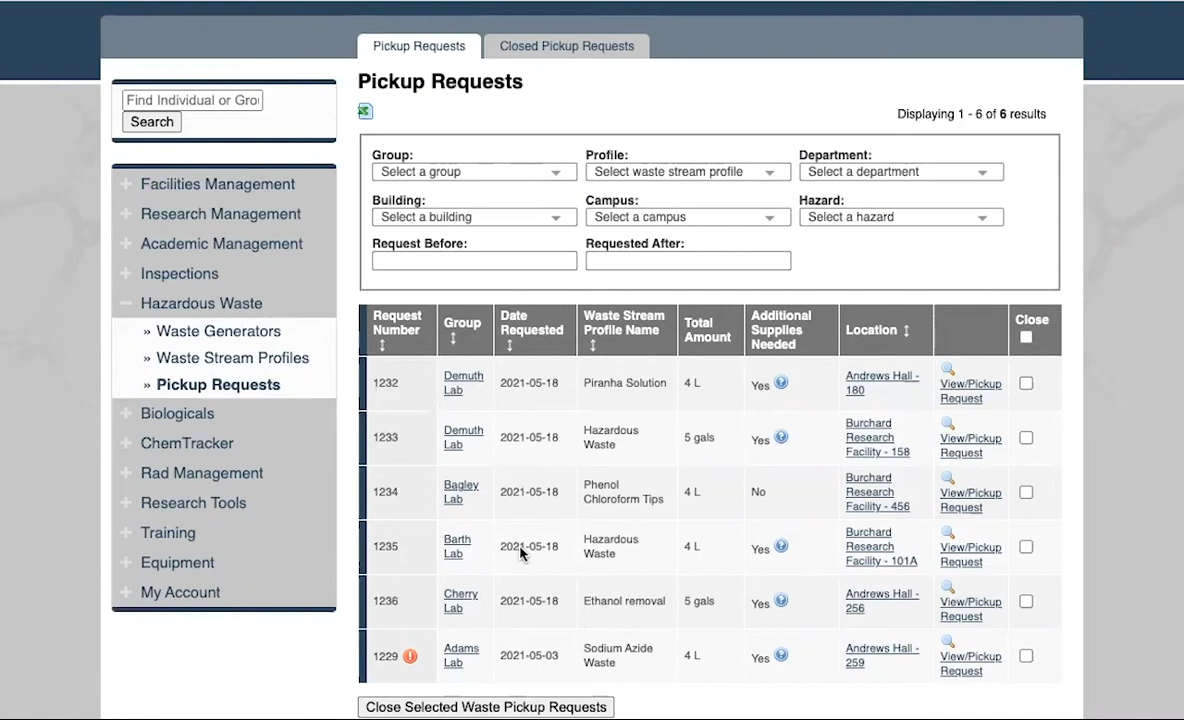 Pickup Requests
Closed Pickup Requests
Find Individual or Gro
Search
Facilities Management
Research Management
Academic Management
Inspections
Hazardous Waste
» Waste Generators
» Waste Stream Profiles
» Pickup Requests
Biologicals
ChemTracker
Rad Management
Research Tools
Training
Equipment
My Account
Pickup Requests
Displaying 1 - 6 of 6 results
Group: Profile: Department:
Select a group Select waste stream profile Select a department
Building: Campus: Hazard:
Select a building Select a campus Select a hazard
Request Before: Requested After:
Request Number
Group
Date Requested
Waste Stream Profile Name
Total Amount
Additional Supplies Needed
Location
Close
1232
Demuth
Lab
2021-05-18
Piranha Solution
4 L
Yes
Andrews Hall -
180
View/Pickup
Request
1233
Demuth
Lab
2021-05-18
Hazardous
Waste
5 gals
Yes
Burchard
Research
Facility - 158
View/Pickup
Request
1234
Bagley
Lab
2021-05-18
Phenol
Chloroform Tips
4 L
No
Burchard
Research
Facility - 456
View/Pickup
Request
1235
Barth
Lab
2021-05-18
Hazardous
Waste
4 L
Yes
Burchard
Research
Facility - 101A
View/Pickup
Request
1236
Cherry
Lab
2021-05-18
Ethanol removal
5 gals
Yes
Andrews Hall -
256
View/Pickup
Request
1229
Adams
Lab
2021-05-03
Sodium Azide
Waste
4 L
Yes
Andrews Hall -
259
View/Pickup
Request
Close Selected Waste Pickup Requests